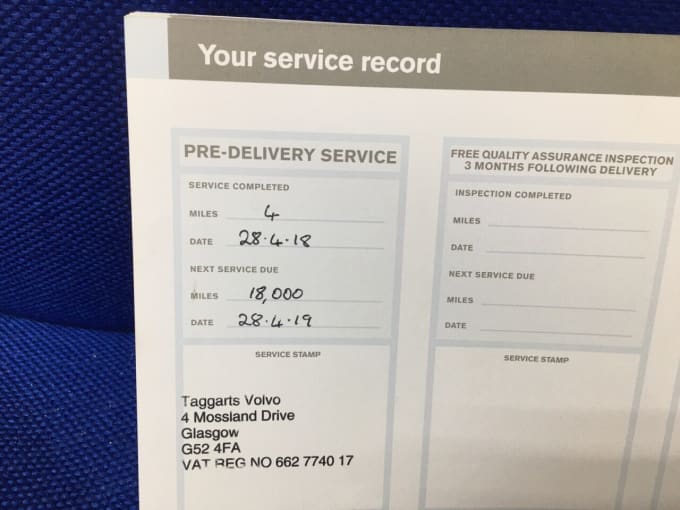 Your service record
PRE-DELIVERY SERVICE
SERVICE COMPLETED
MILES 4
DATE 28.4.18
NEXT SERVICE DUE
MILES 18,000
DATE 28.4.19
SERVICE STAMP
Taggarts Volvo
4 Mossland Drive
Glasgow
G52 4FA
VAT REG NO 662 7740 17
FREE QUALITY ASSURANCE INSPECTION
3 MONTHS FOLLOWING DELIVERY
INSPECTION COMPLETED
MILES
DATE
NEXT SERVICE DUE
MILES
DATE
SERVICE STAMP